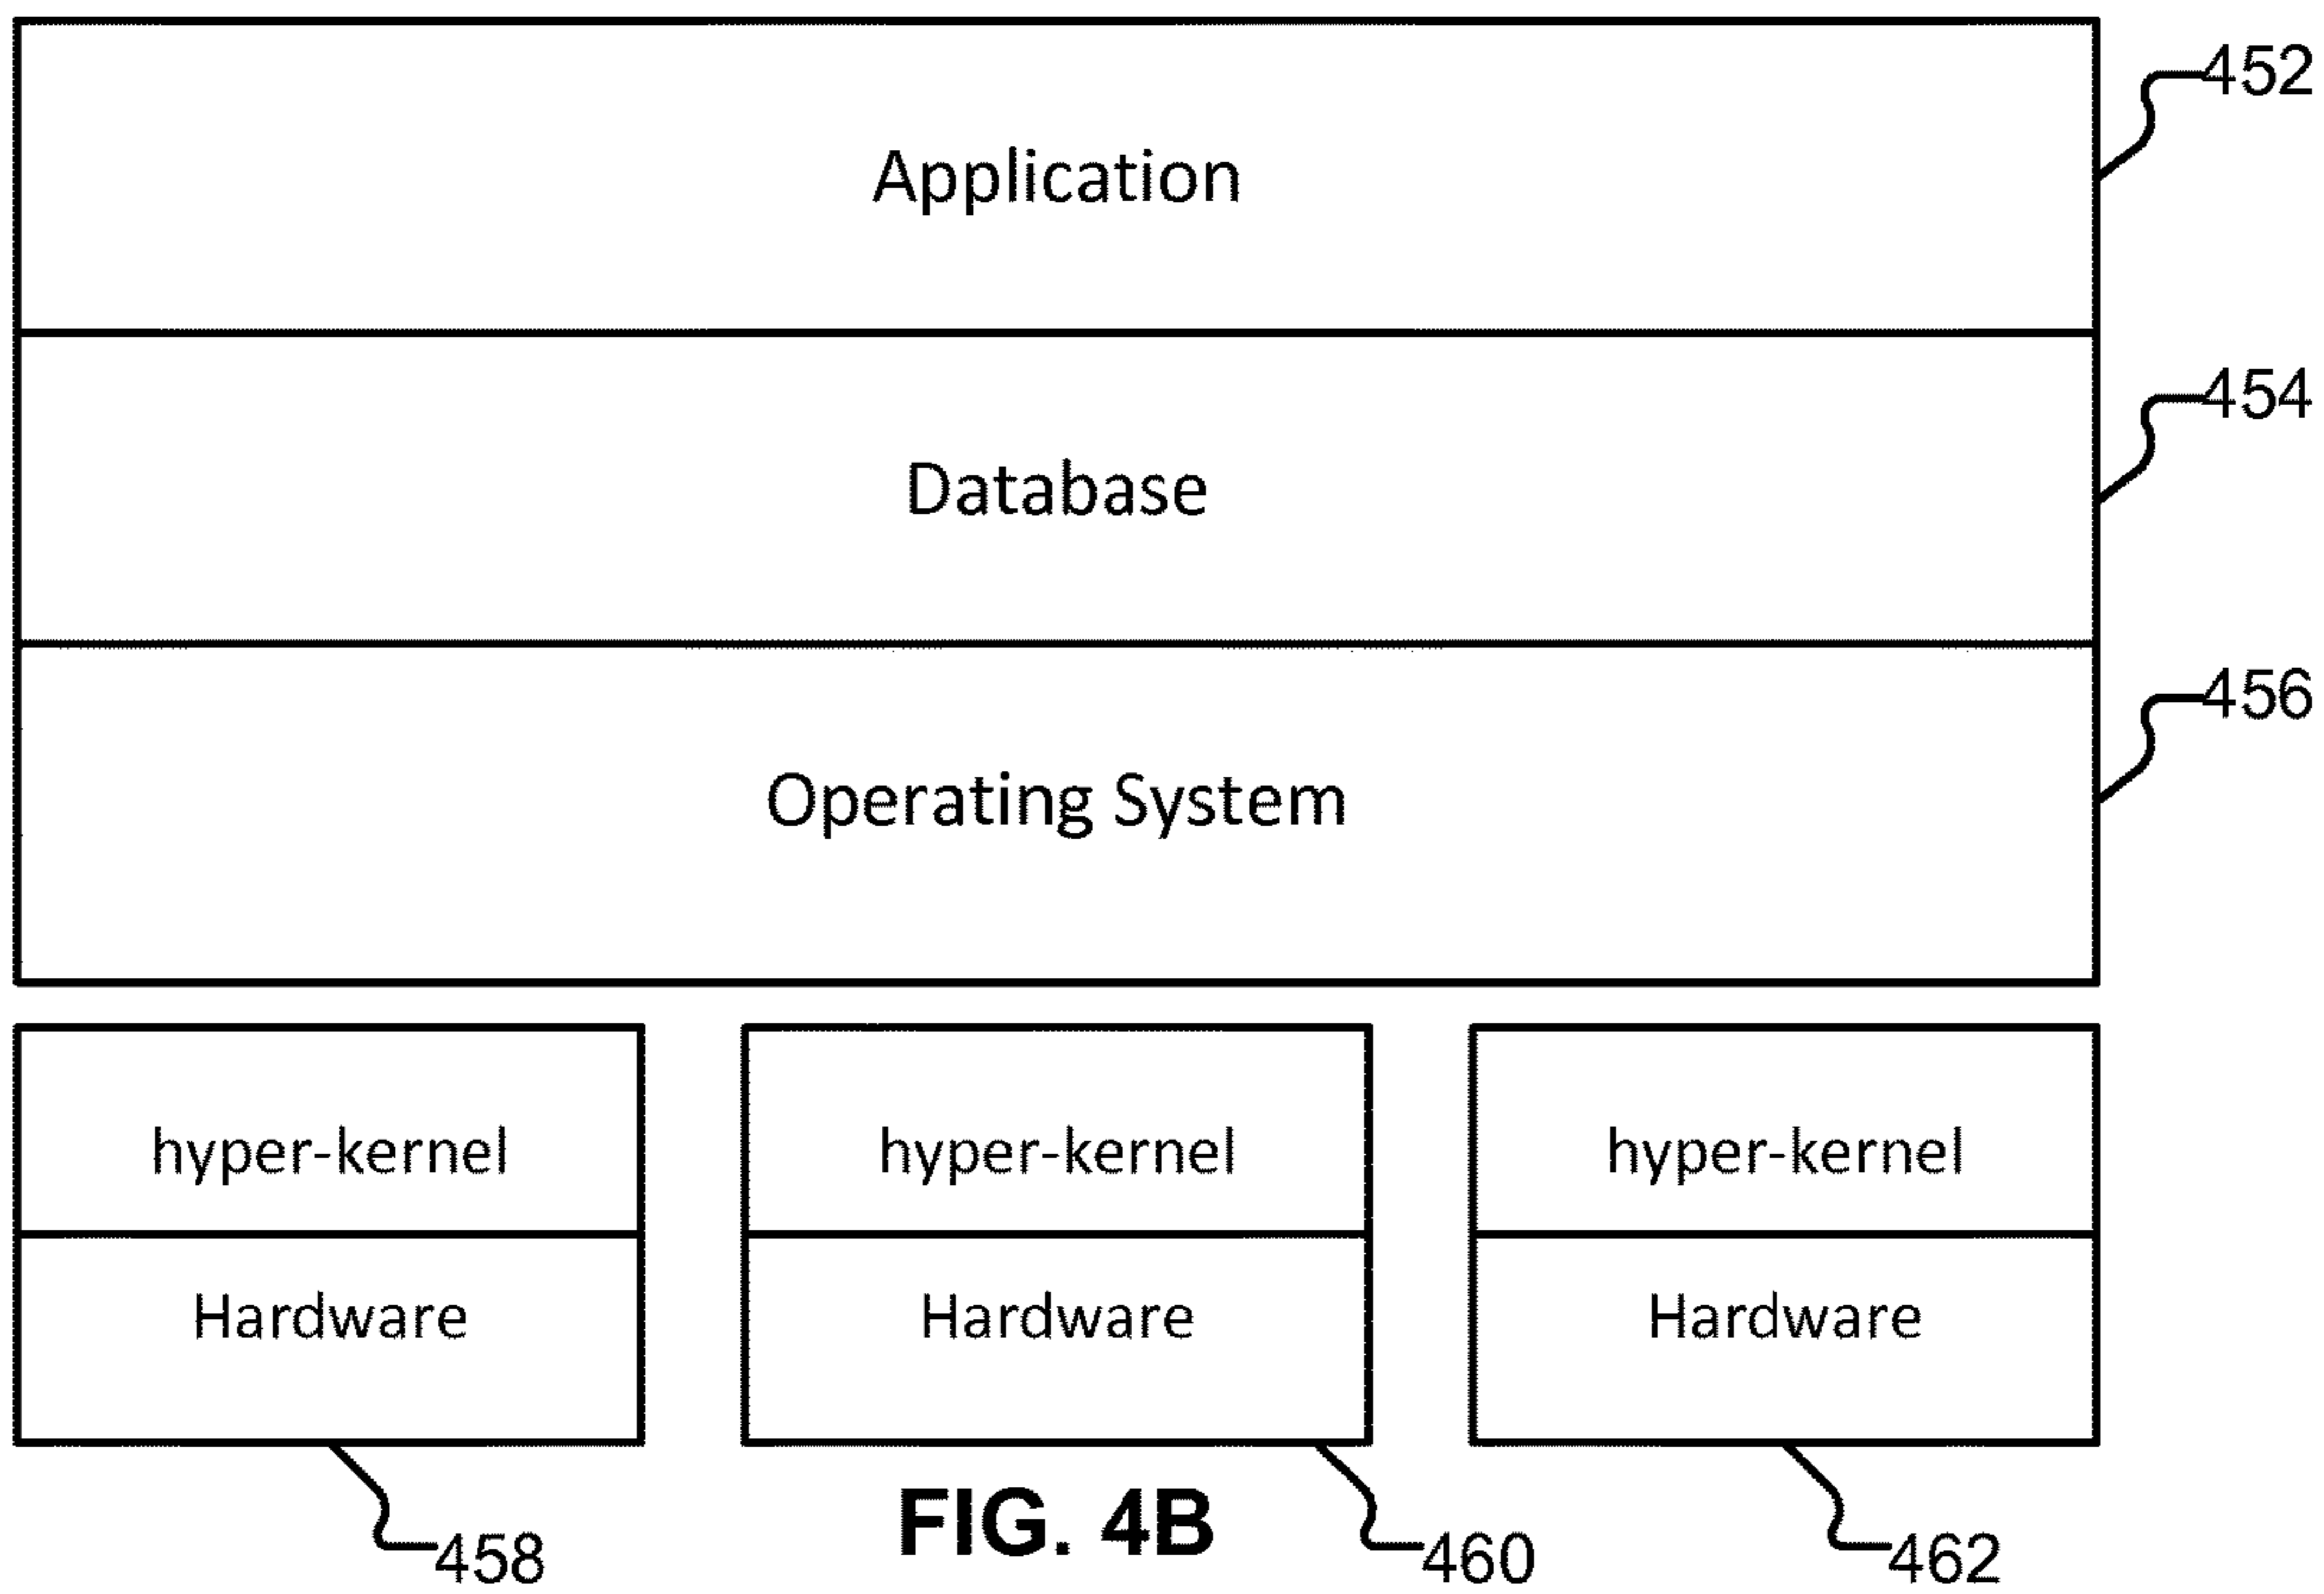 452
Application
454
Database
456
Operating System
hyper-kernel
hyper-kernel
hyper-kernel
Hardware
Hardware
Hardware
458
FIG. 4B
460
462